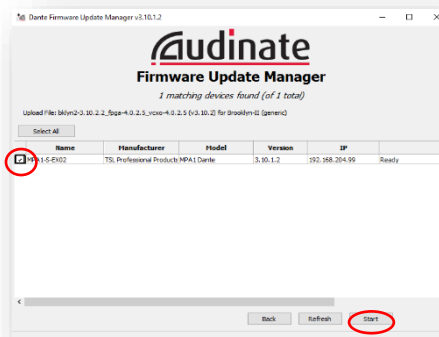 Dante Firmware Update Manager v3.10.1.2
Audinate
Firmware Update Manager
1 matching devices found (of 1 total)
Upload File: bklyn2-3.10.2.2_fpga-4.0.2.5_vcxo-4.0.2.5 (v3.10.2) for Brooklyn-II (generic)
Select All
Name Manufacturer Model Version IP
MPA1-S-EX02 TSL Professional Products MPA1 Dante 3.10.1.2 192.168.204.99 Ready
Back Refresh Start